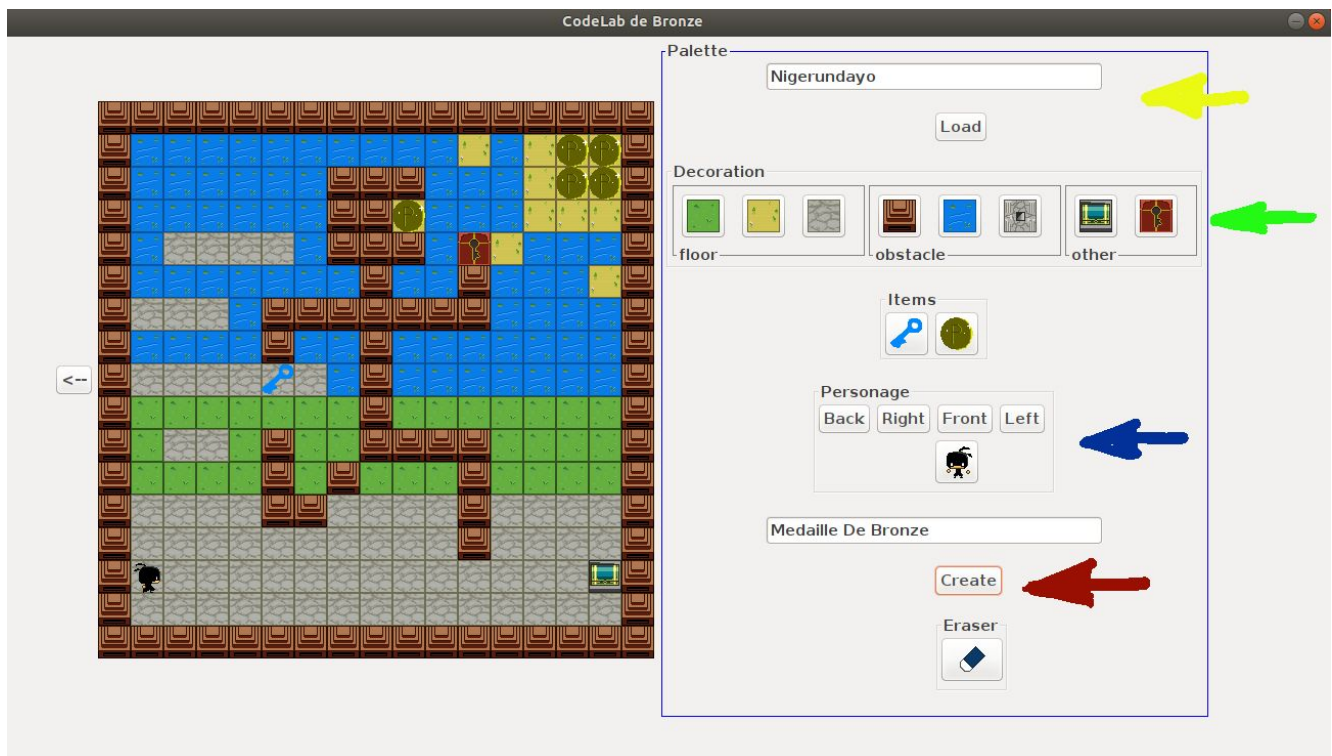 CodeLab de Bronze
Palette
Nigerundayo
Load
Decoration
floor
obstacle
other
Items
<--
Personage
Back Right Front Left
Medaille De Bronze
Create
Eraser